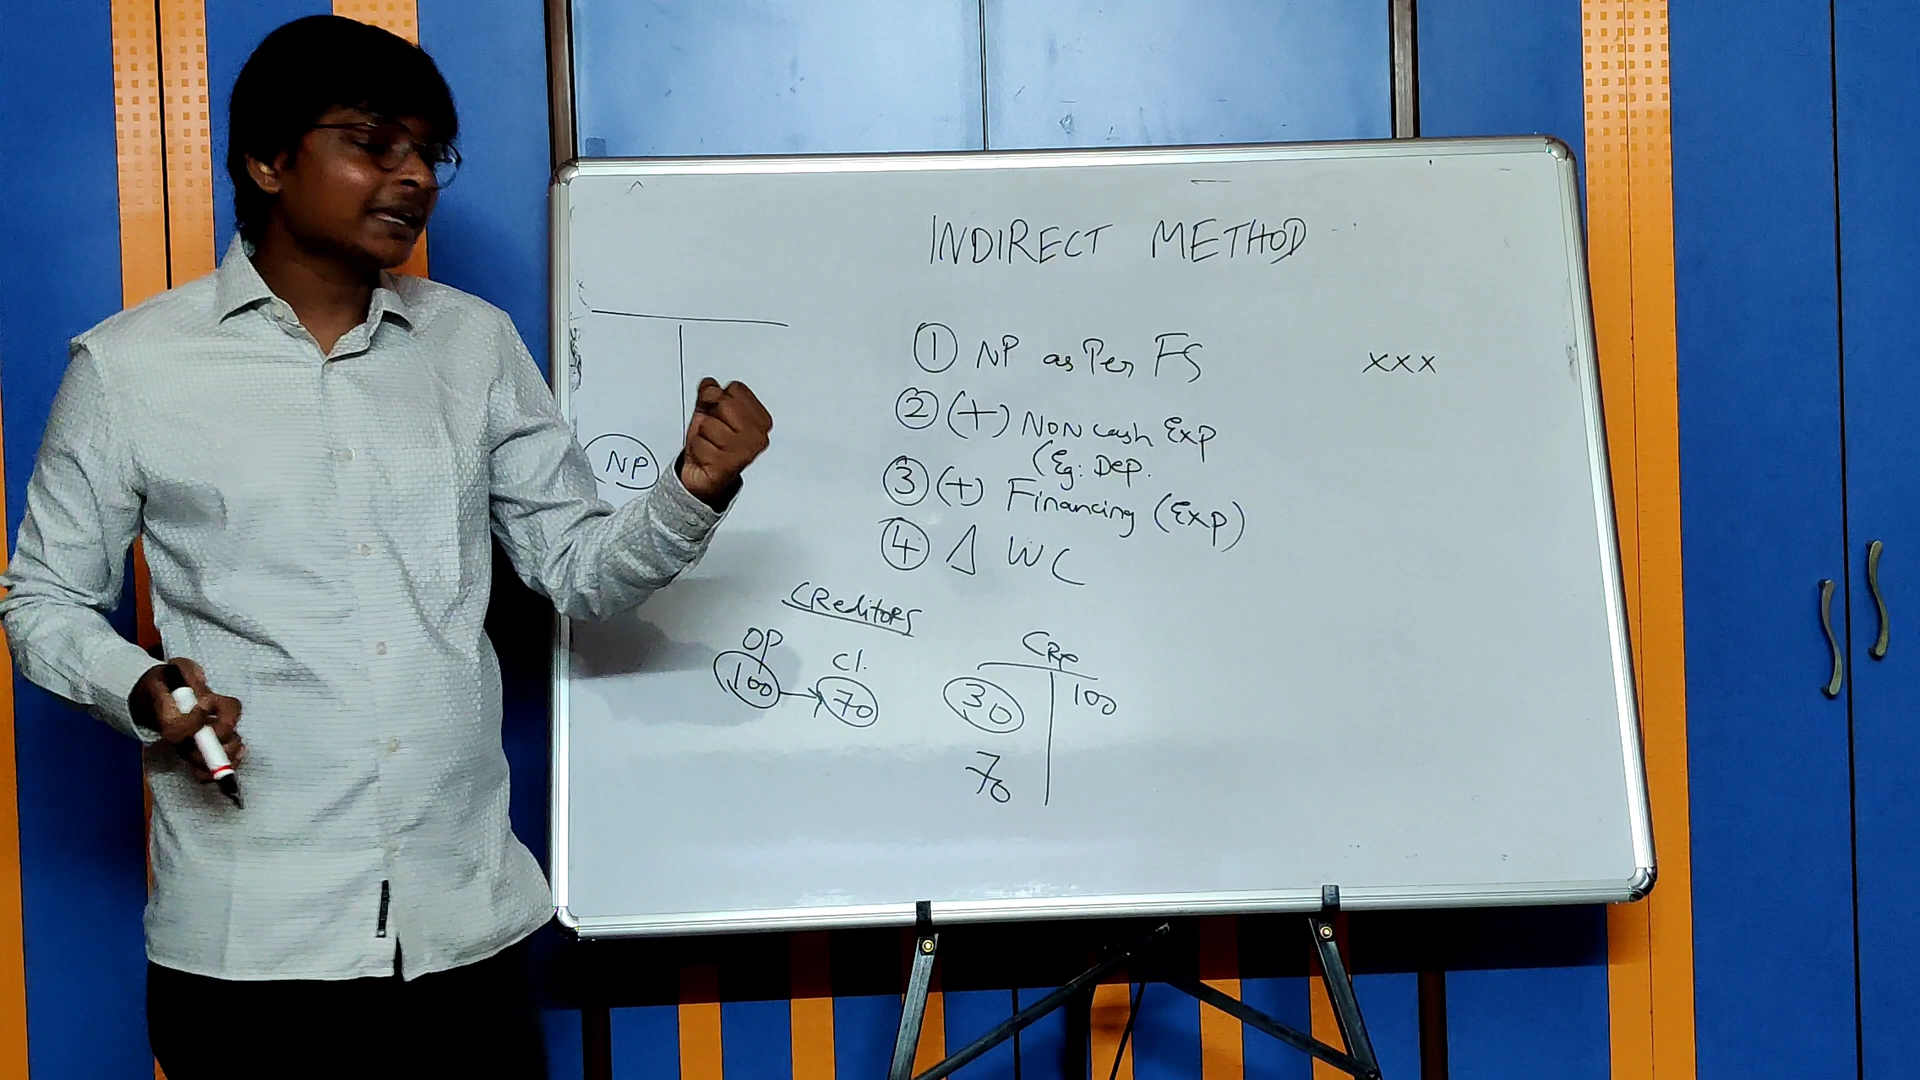 INDIRECT METHOD
① NP as Per FS XXX
② (+) NON cash Exp
(Eg: Dep.
③ (+) Financing (Exp)
④ Δ WC
NP
CReditORS
OP Cl.
100 → 70
30 100
70